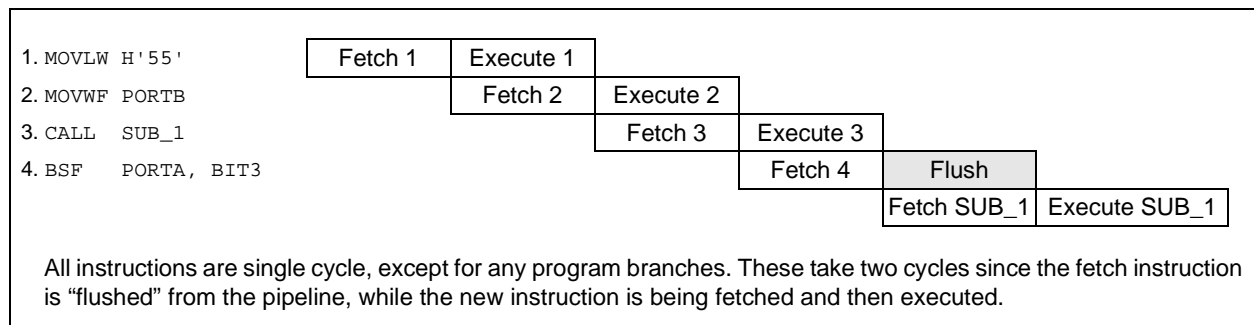 1. MOVLW H'55' Fetch 1 Execute 1
2. MOVWF PORTB Fetch 2 Execute 2
3. CALL SUB_1 Fetch 3 Execute 3
4. BSF PORTA, BIT3 Fetch 4 Flush
Fetch SUB_1 Execute SUB_1
All instructions are single cycle, except for any program branches. These take two cycles since the fetch instruction
is “flushed” from the pipeline, while the new instruction is being fetched and then executed.